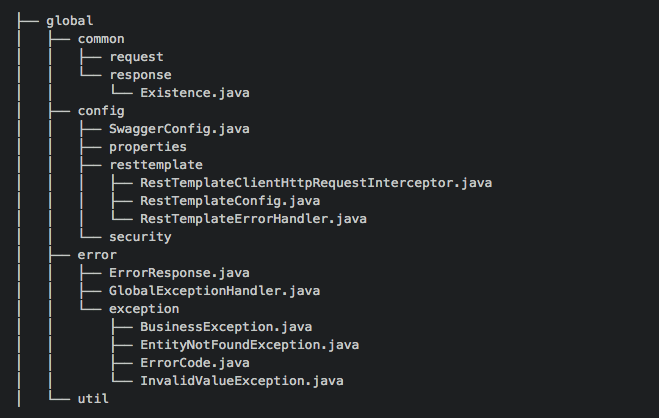 ├── global
│   ├── common
│   │   ├── request
│   │   └── response
│   │       └── Existence.java
│   ├── config
│   │   ├── SwaggerConfig.java
│   │   ├── properties
│   │   ├── resttemplate
│   │   │   ├── RestTemplateClientHttpRequestInterceptor.java
│   │   │   ├── RestTemplateConfig.java
│   │   │   └── RestTemplateErrorHandler.java
│   │   └── security
│   ├── error
│   │   ├── ErrorResponse.java
│   │   ├── GlobalExceptionHandler.java
│   │   └── exception
│   │       ├── BusinessException.java
│   │       ├── EntityNotFoundException.java
│   │       ├── ErrorCode.java
│   │       └── InvalidValueException.java
│   └── util